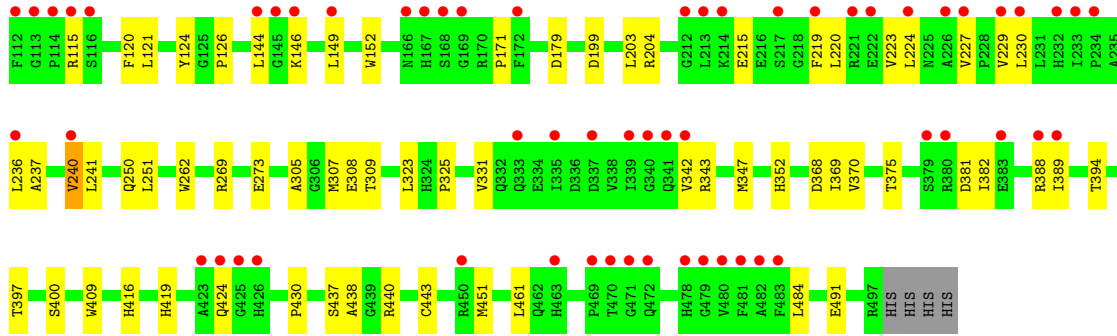 F112 G113 P114 R115 S116 F120 L121 Y124 G125 P126 L144 G145 K146 L149 W152 N166 H167 S168 G169 R170 P171 F172 D179 D199 L203 R204 G212 L213 K214 E215 E216 S217 G218 F219 L220 R221 E222 V223 L224 N225 A226 V227 P228 V229 L230 L231 H232 I233 P234 A235
L236 A237 V240 L241 Q250 L251 W262 R269 E273 A305 G306 M307 E308 T309 L323 H324 P325 V331 Q332 Q333 E334 I335 D336 D337 V338 I339 G340 Q341 V342 R343 M347 H352 D368 I369 V370 T375 S379 R380 D381 I382 E383 R388 I389 T394
T397 S400 W409 H416 H419 A423 Q424 G425 H426 P430 S437 A438 G439 R440 C443 R450 M451 L461 Q462 H463 P469 T470 G471 Q472 H478 G479 V480 F481 A482 F483 L484 E491 R497 HIS HIS HIS HIS